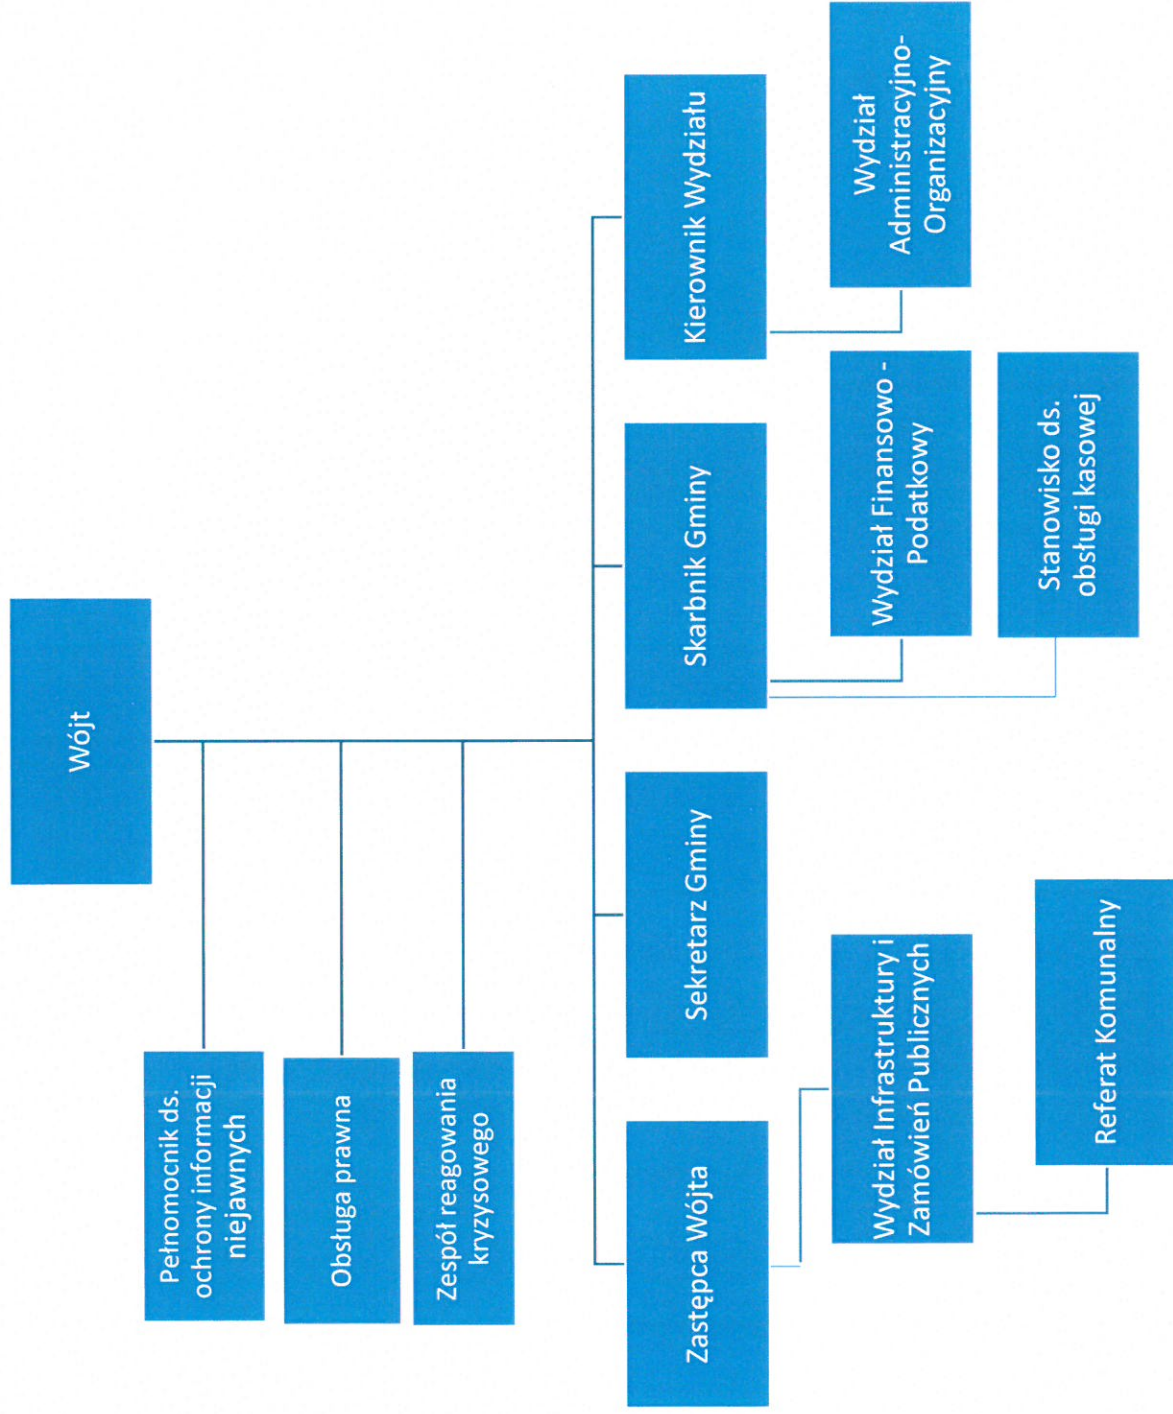 Wójt
Pełnomocnik ds.
ochrony informacji
niejawnych
Obsługa prawna
Zespół reagowania
kryzysowego
Zastępca Wójta
Sekretarz Gminy
Skarbnik Gminy
Kierownik Wydziału
Wydział Infrastruktury i
Zamówień Publicznych
Referat Komunalny
Wydział Finansowo -
Podatkowy
Stanowisko ds.
obsługi kasowej
Wydział
Administracyjno-
Organizacyjny